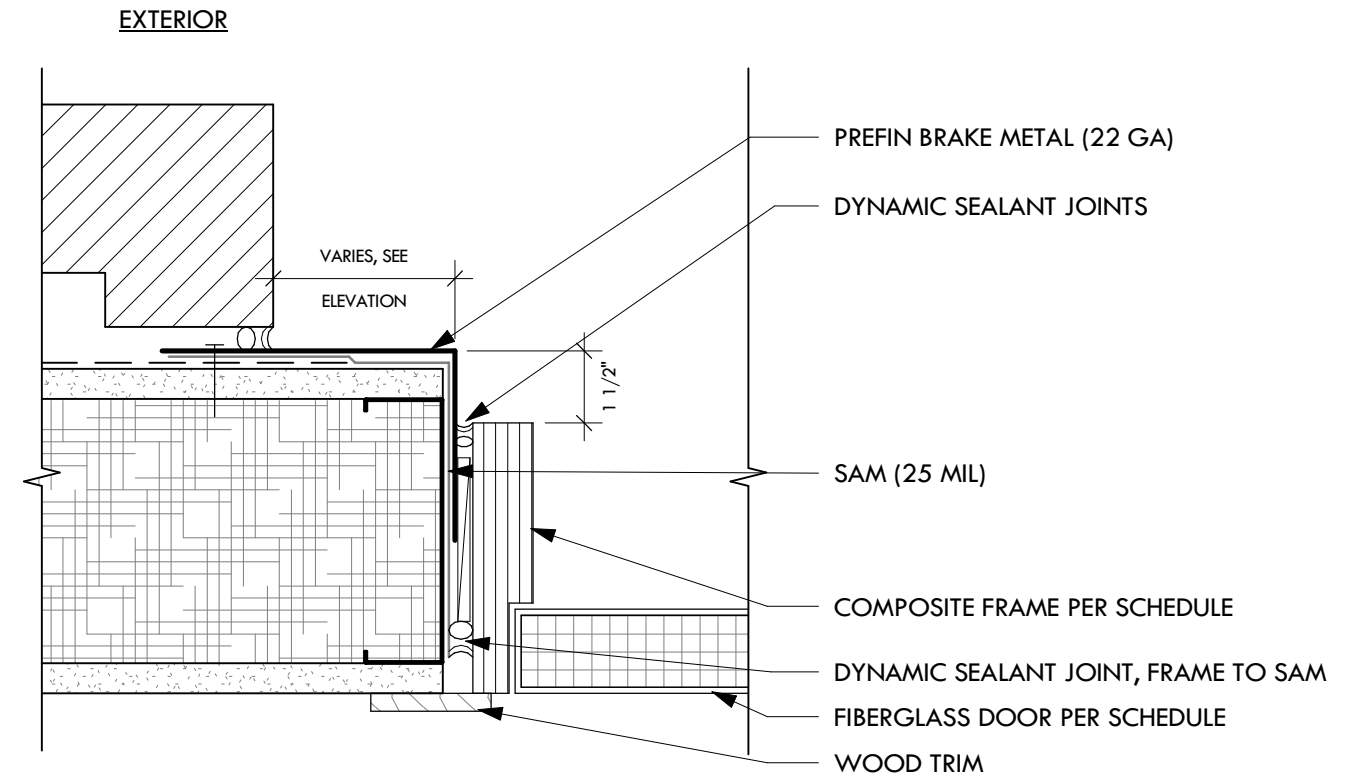 EXTERIOR
PREFIN BRAKE METAL (22 GA)
DYNAMIC SEALANT JOINTS
VARIES, SEE
ELEVATION
1 1/2"
SAM (25 MIL)
COMPOSITE FRAME PER SCHEDULE
DYNAMIC SEALANT JOINT, FRAME TO SAM
FIBERGLASS DOOR PER SCHEDULE
WOOD TRIM